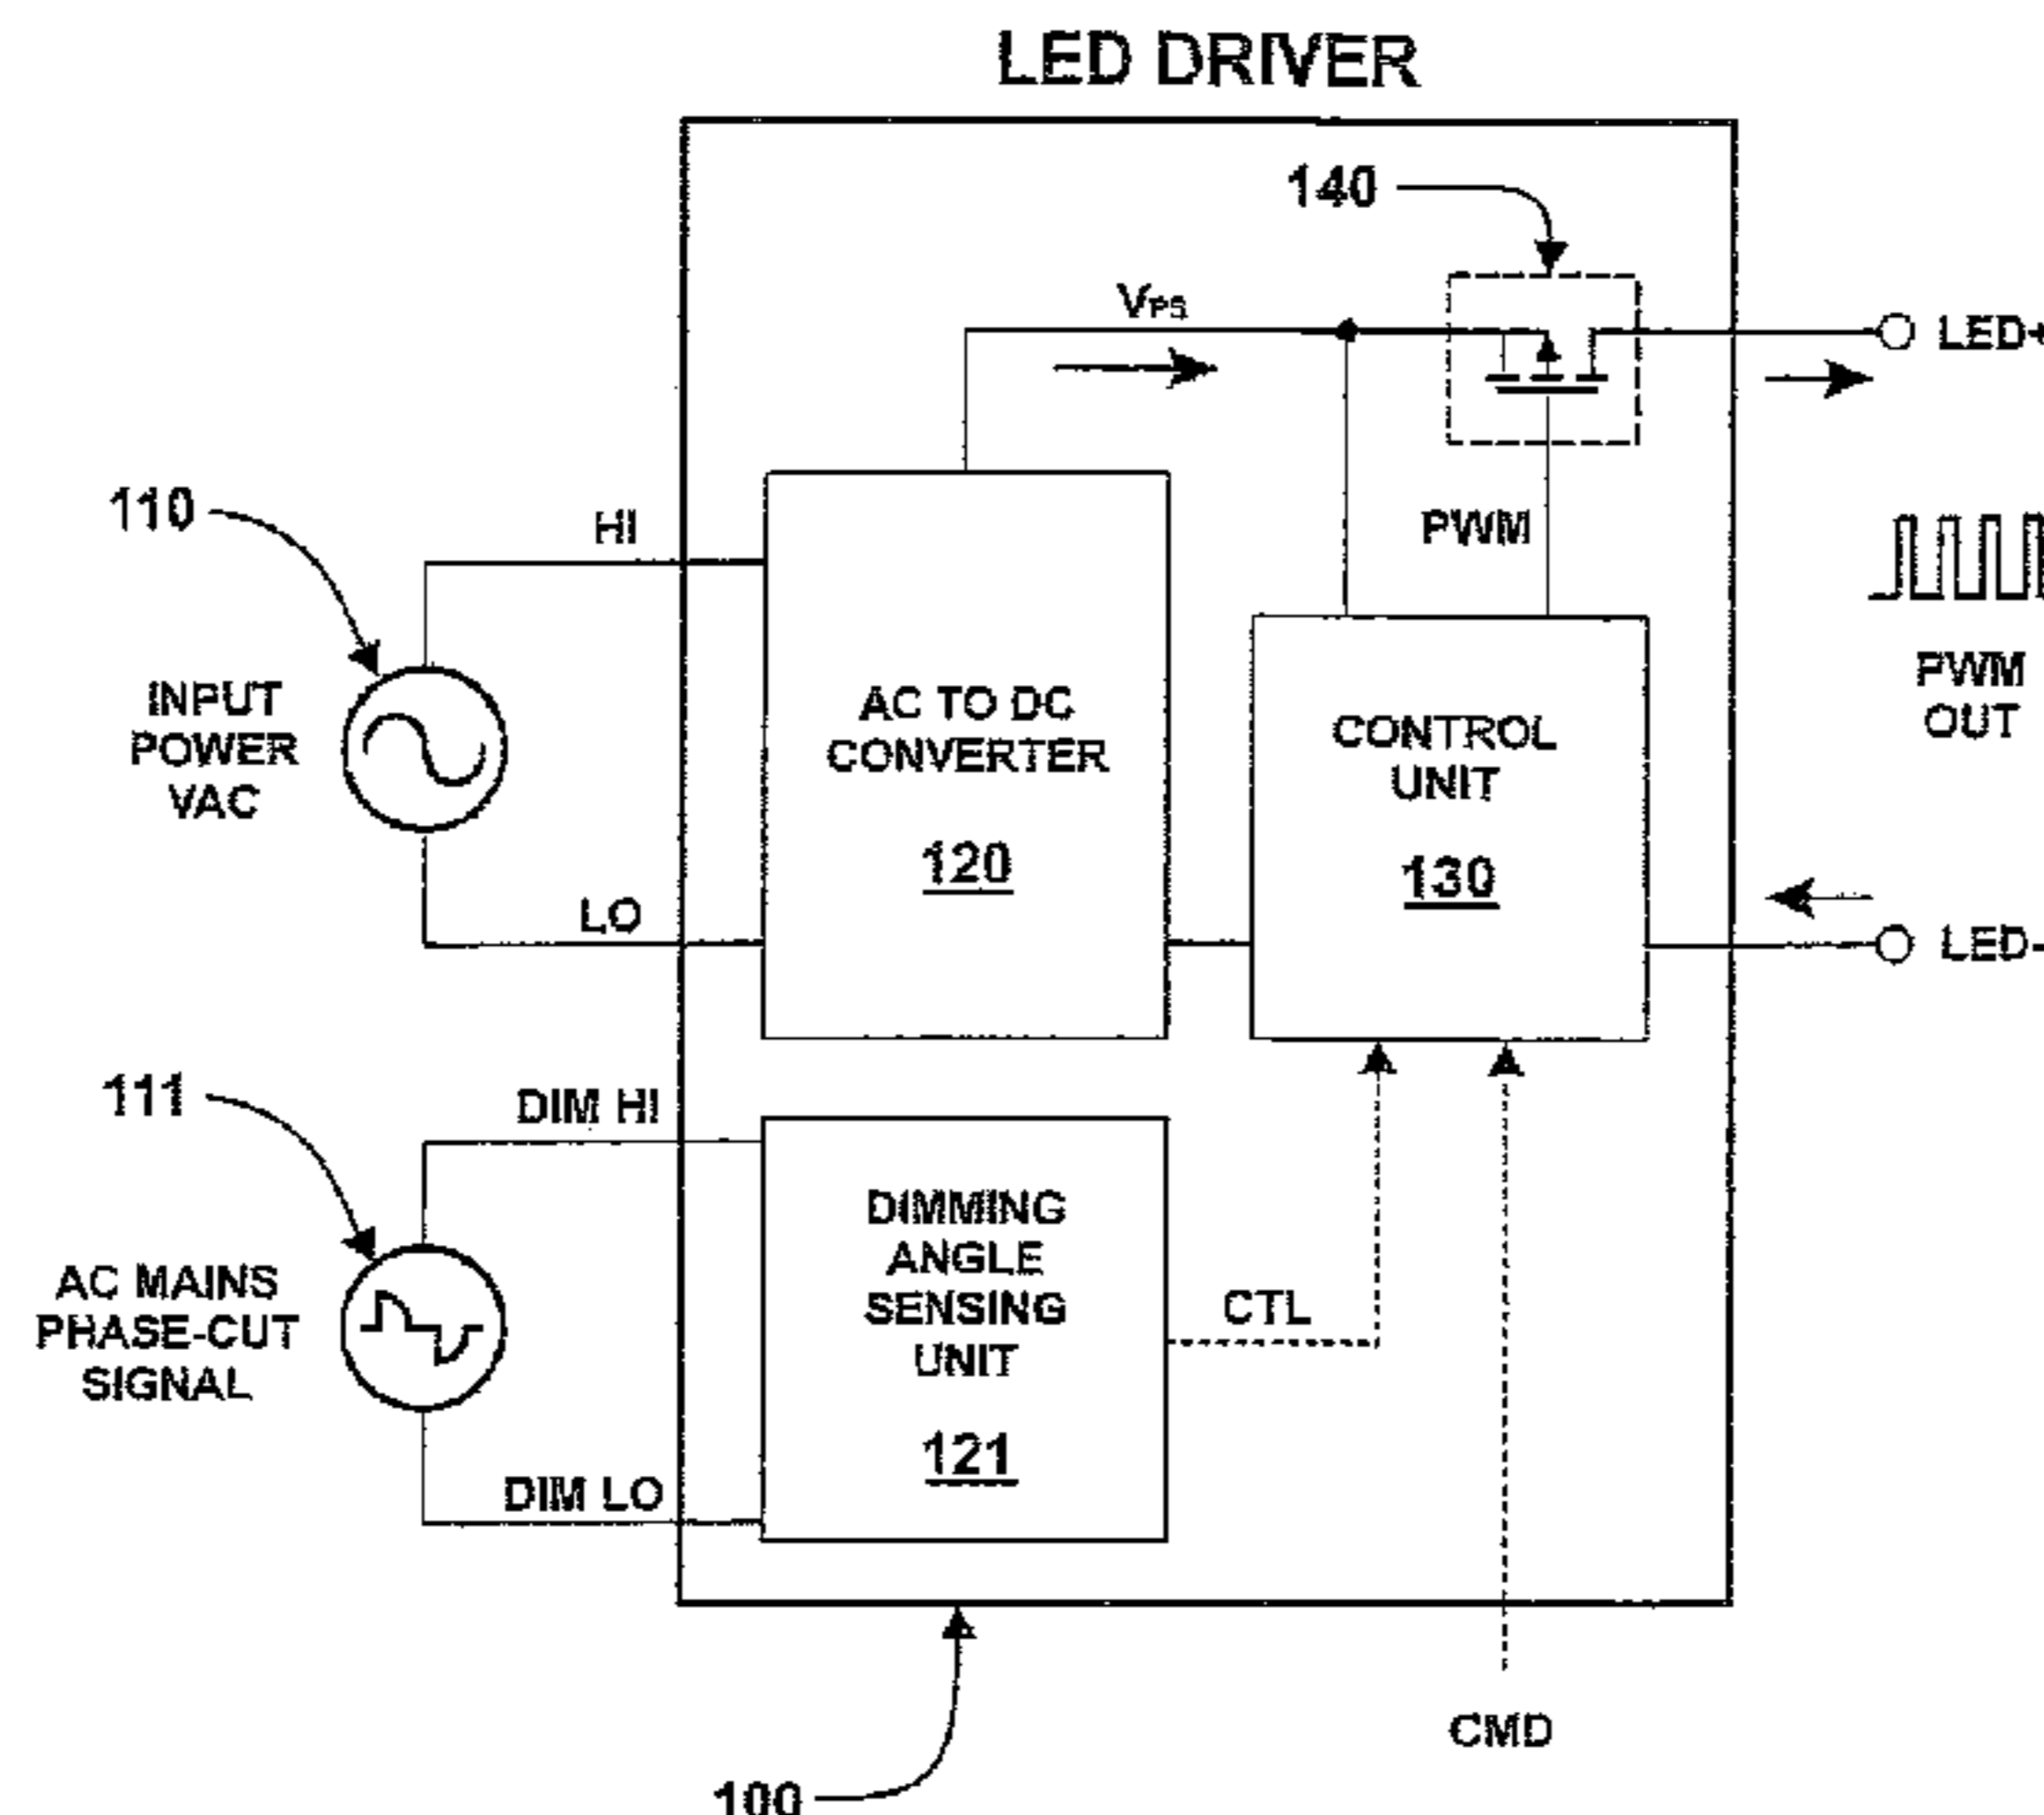 LED DRIVER
140
VPS
LED+
110
HI
PWM
INPUT
POWER
VAC
AC TO DC
CONVERTER
120
CONTROL
UNIT
130
PWM
OUT
LO
LED-
111
DIM HI
AC MAINS
PHASE-CUT
SIGNAL
DIMMING
ANGLE
SENSING
UNIT
121
CTL
DIM LO
CMD
100